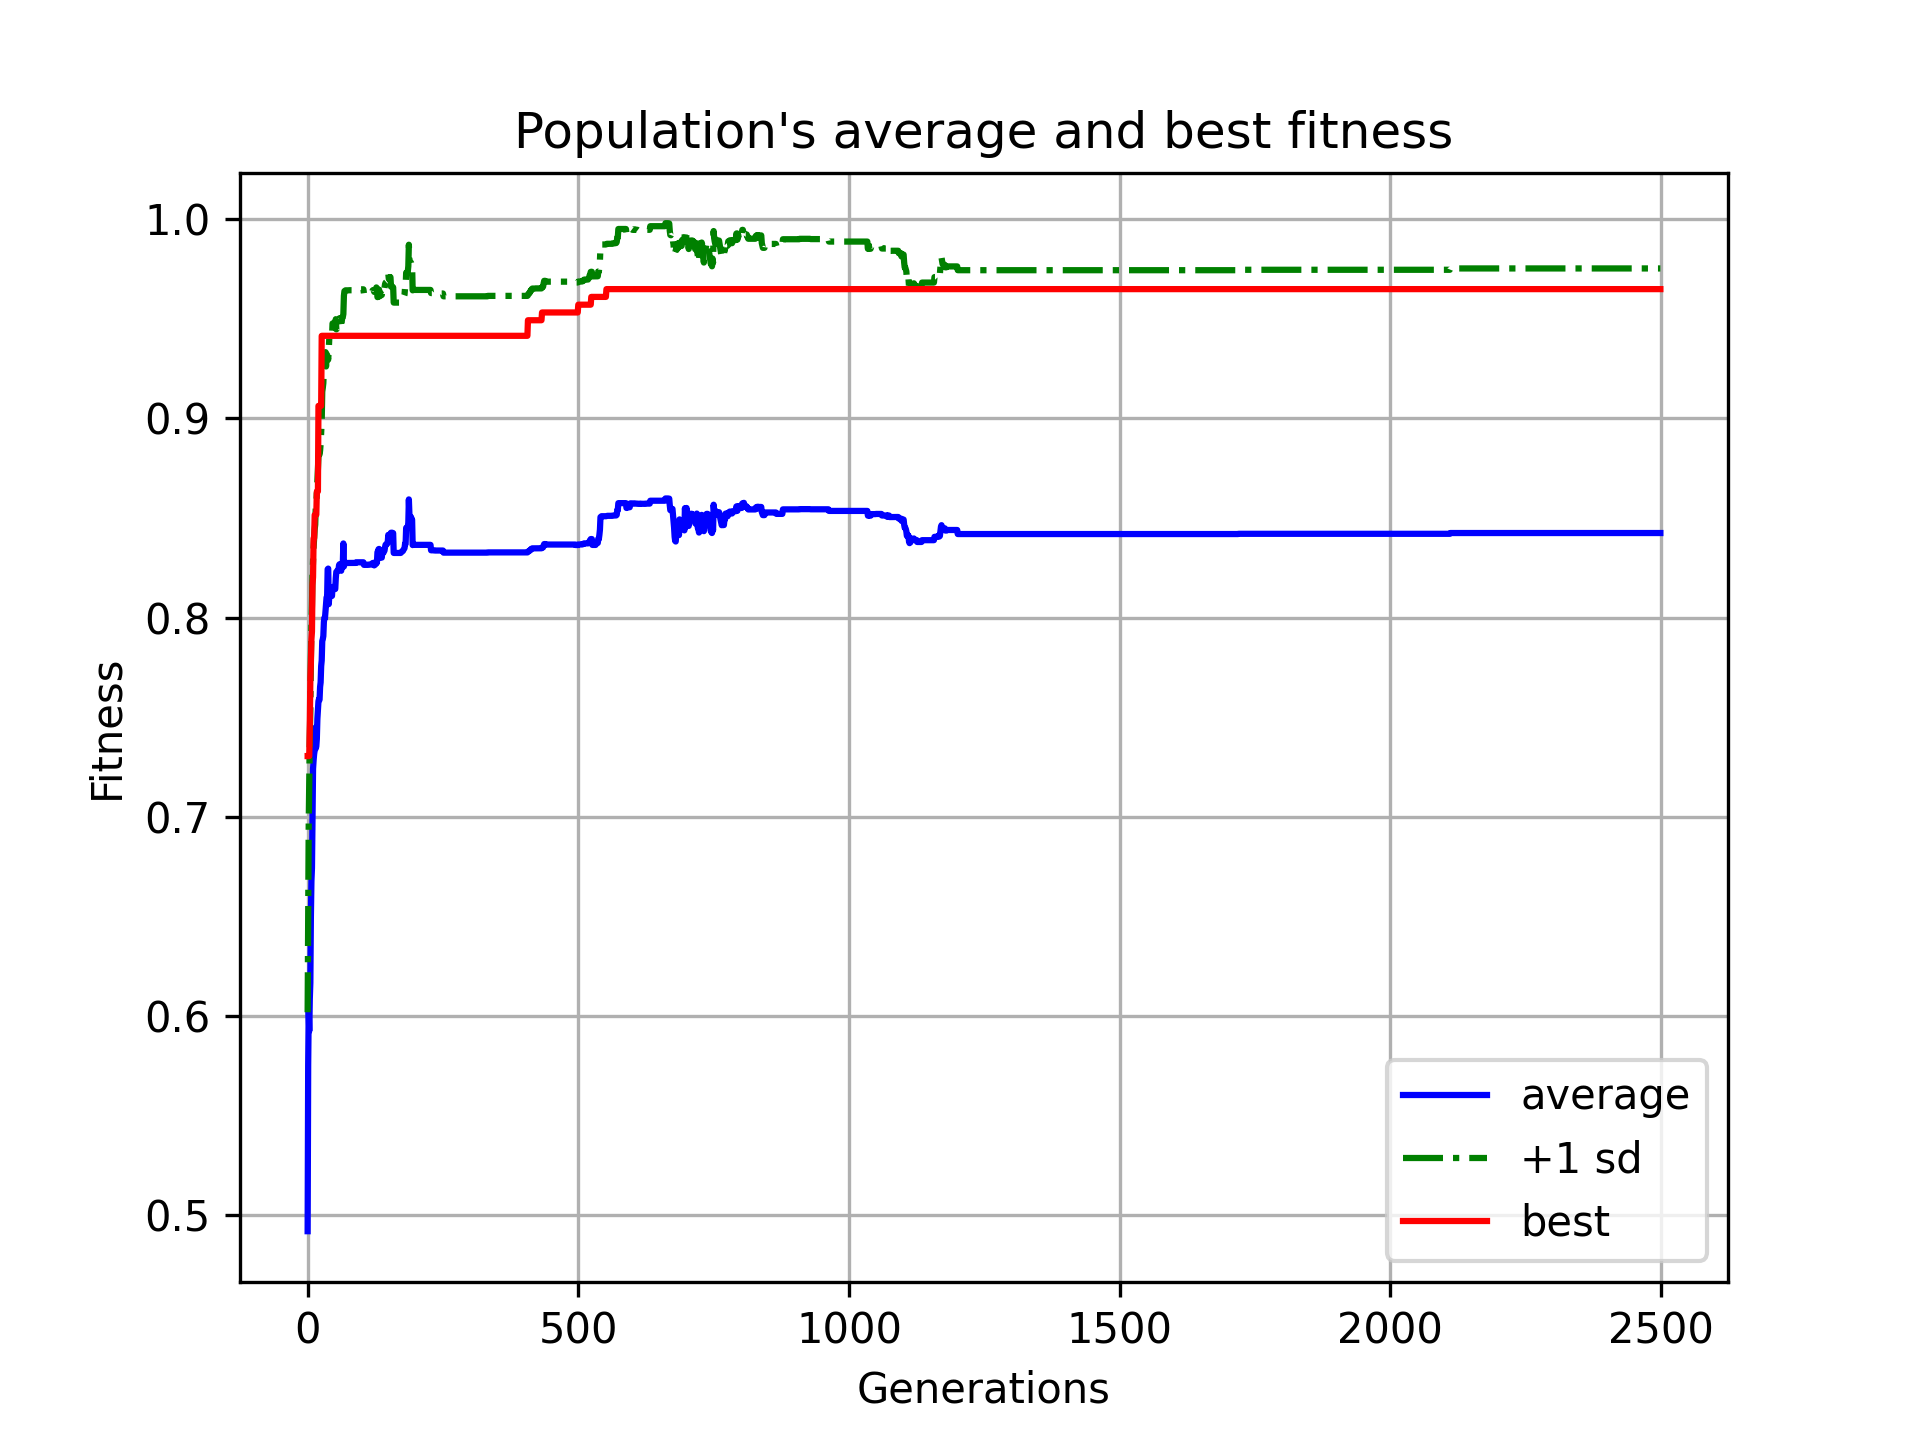 Population's average and best fitness
1.0
0.9
0.8
0.7
0.6
0.5
Fitness
0 500 1000 1500 2000 2500
Generations
average
+1 sd
best